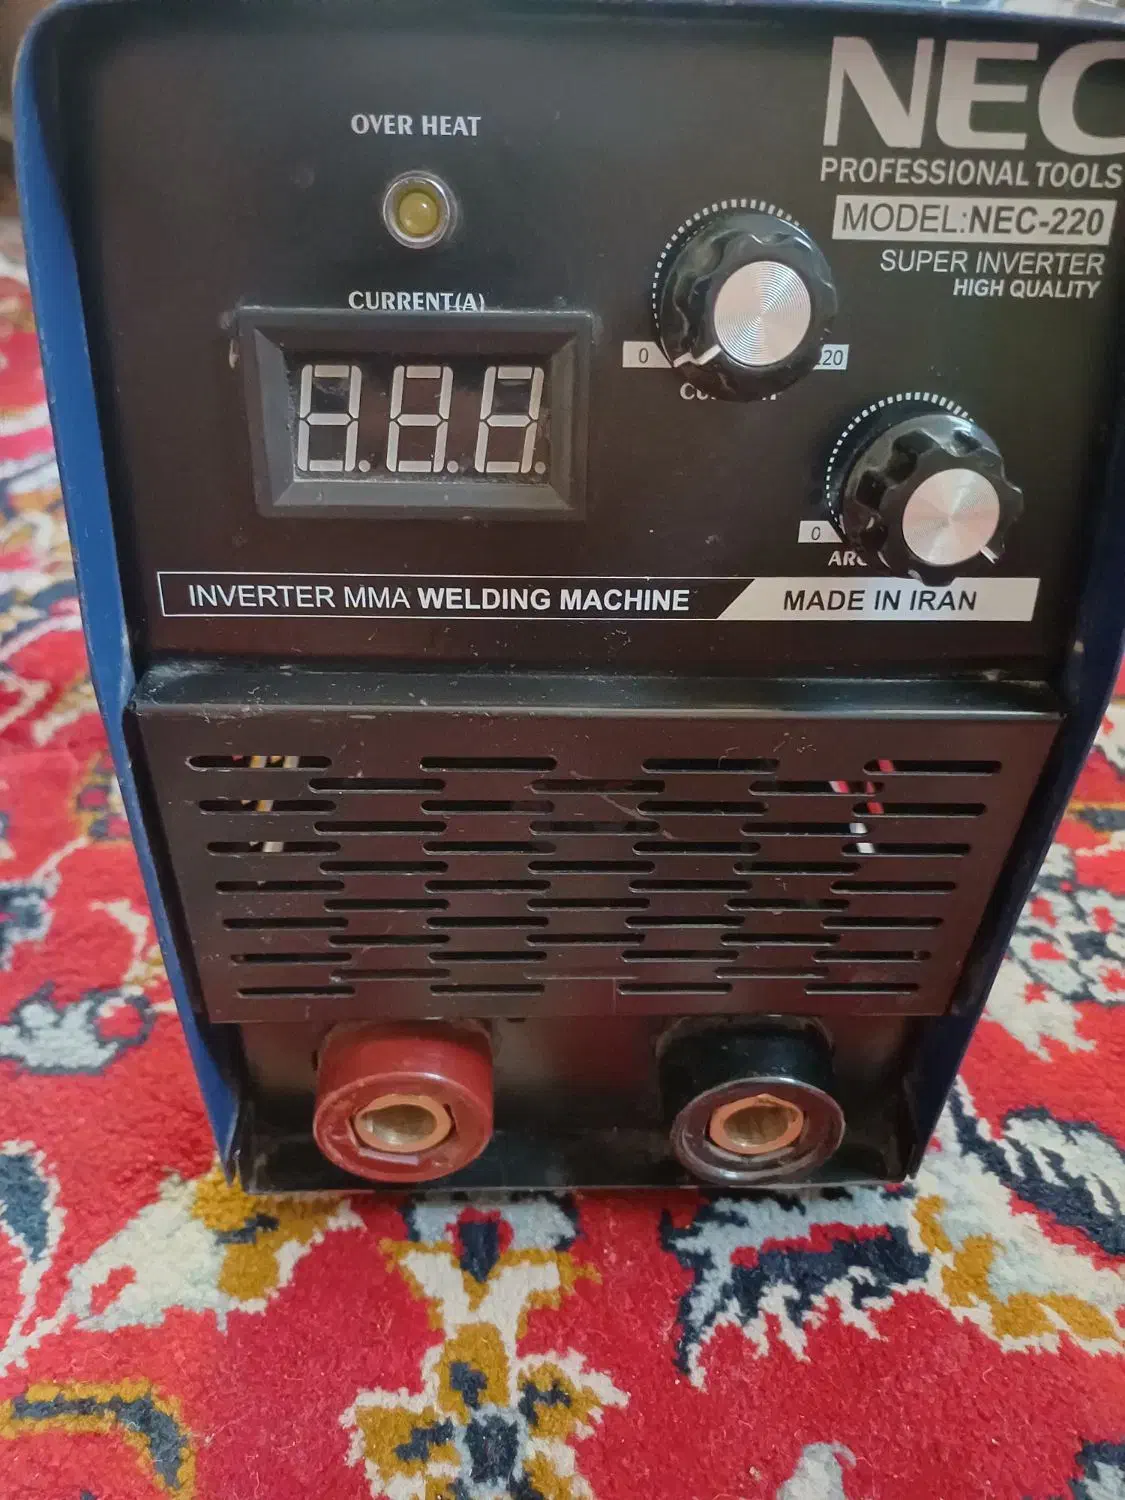 OVER HEAT
CURRENT(A)
NEC
PROFESSIONAL TOOLS
MODEL:NEC-220
SUPER INVERTER
HIGH QUALITY
0
220
0
INVERTER MMA WELDING MACHINE
MADE IN IRAN